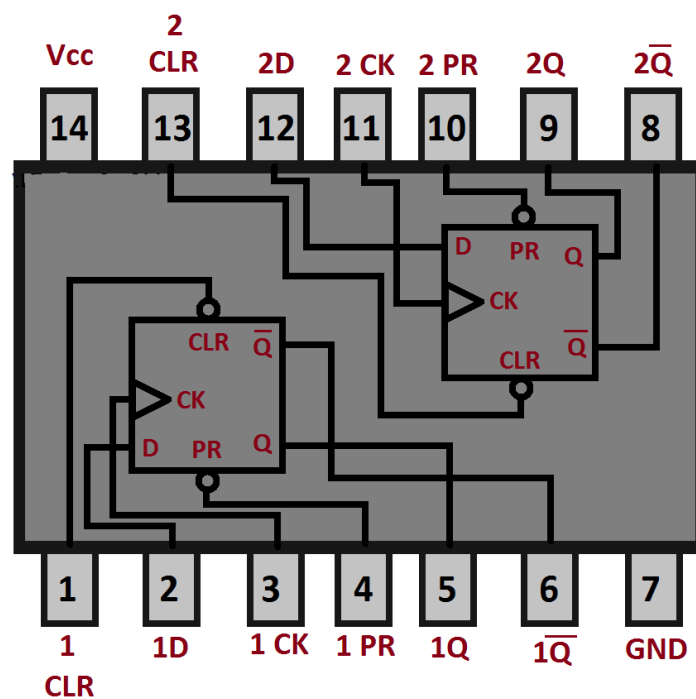 2
Vcc CLR 2D 2 CK 2 PR 2Q 2Q̅
14 13 12 11 10 9 8
D PR Q
CK
CLR Q̅
CLR Q̅
CK
D PR Q
1 2 3 4 5 6 7
1 1D 1 CK 1 PR 1Q 1Q̅ GND
CLR